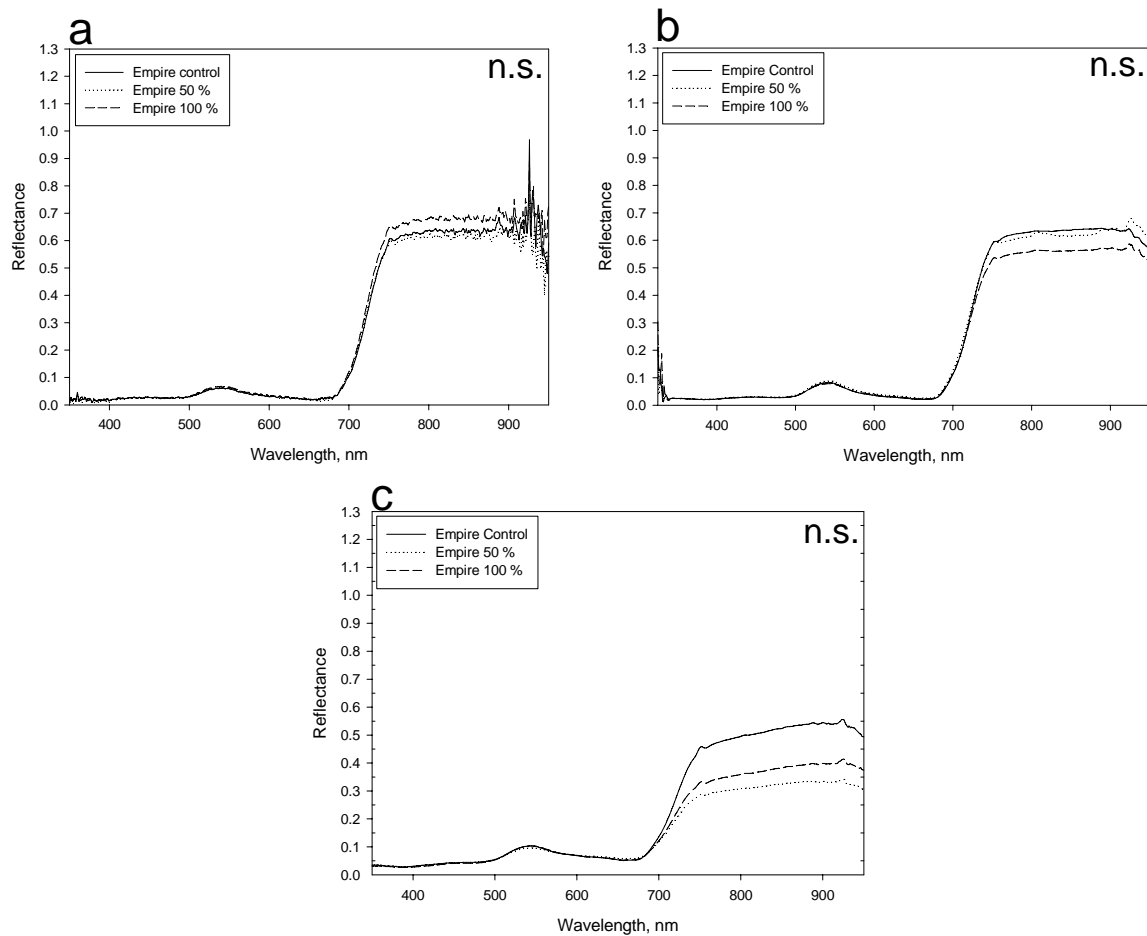 a
n.s.
Empire control
Empire 50 %
Empire 100 %
1.3
1.2
1.1
1.0
0.9
0.8
0.7
0.6
0.5
0.4
0.3
0.2
0.1
0.0
Reflectance
400 500 600 700 800 900
Wavelength, nm
b
n.s.
Empire Control
Empire 50 %
Empire 100 %
1.3
1.2
1.1
1.0
0.9
0.8
0.7
0.6
0.5
0.4
0.3
0.2
0.1
0.0
Reflectance
400 500 600 700 800 900
Wavelength, nm
c
n.s.
Empire Control
Empire 50 %
Empire 100 %
1.3
1.2
1.1
1.0
0.9
0.8
0.7
0.6
0.5
0.4
0.3
0.2
0.1
0.0
Reflectance
400 500 600 700 800 900
Wavelength, nm